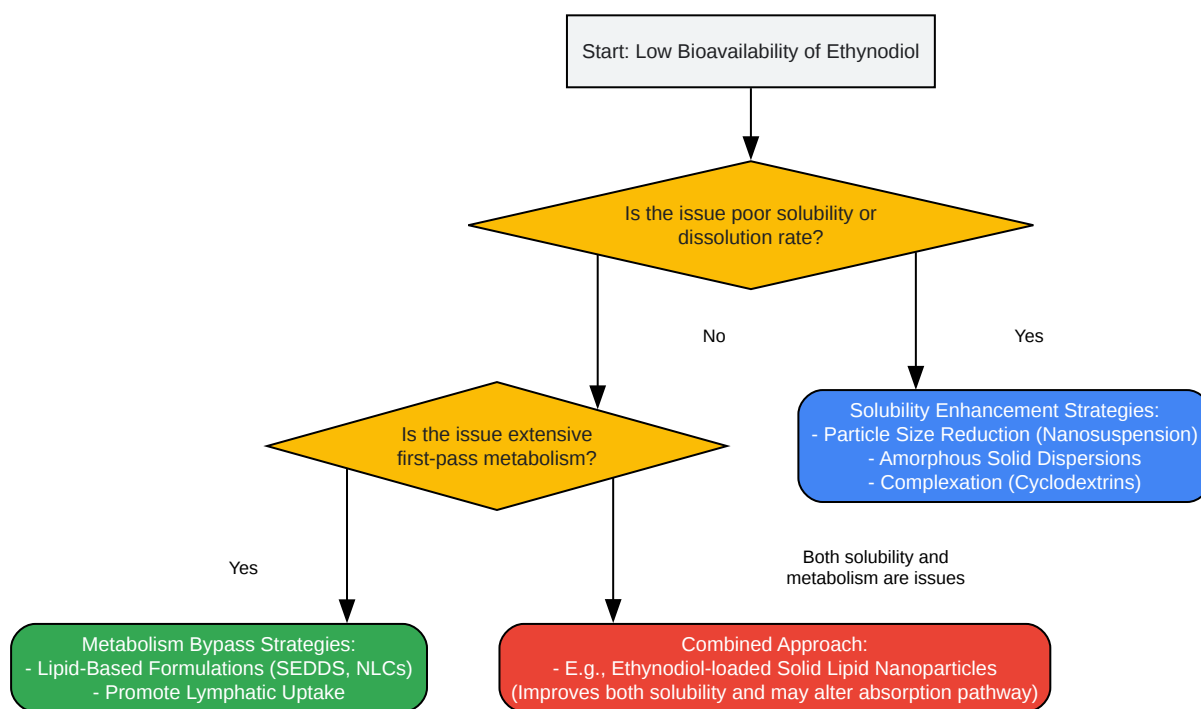 Start: Low Bioavailability of Ethynodiol
Is the issue poor solubility or
dissolution rate?
No
Yes
Is the issue extensive
first-pass metabolism?
Solubility Enhancement Strategies:
- Particle Size Reduction (Nanosuspension)
- Amorphous Solid Dispersions
- Complexation (Cyclodextrins)
Yes
Both solubility and
metabolism are issues
Metabolism Bypass Strategies:
- Lipid-Based Formulations (SEDDS, NLCs)
- Promote Lymphatic Uptake
Combined Approach:
- E.g., Ethynodiol-loaded Solid Lipid Nanoparticles
(Improves both solubility and may alter absorption pathway)